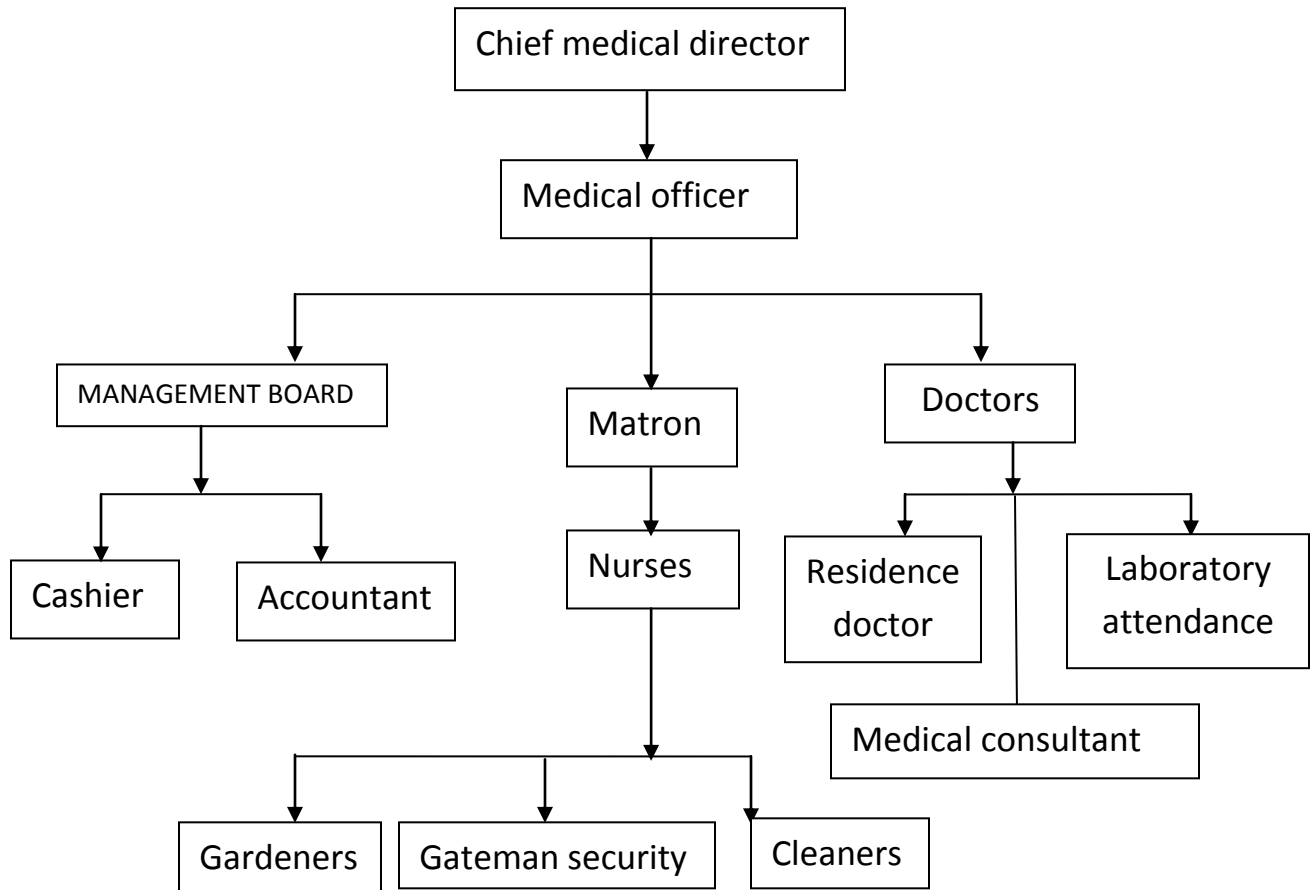 Chief medical director
Medical officer
MANAGEMENT BOARD
Matron
Doctors
Cashier
Accountant
Nurses
Residence
doctor
Laboratory
attendance
Medical consultant
Gardeners
Gateman security
Cleaners